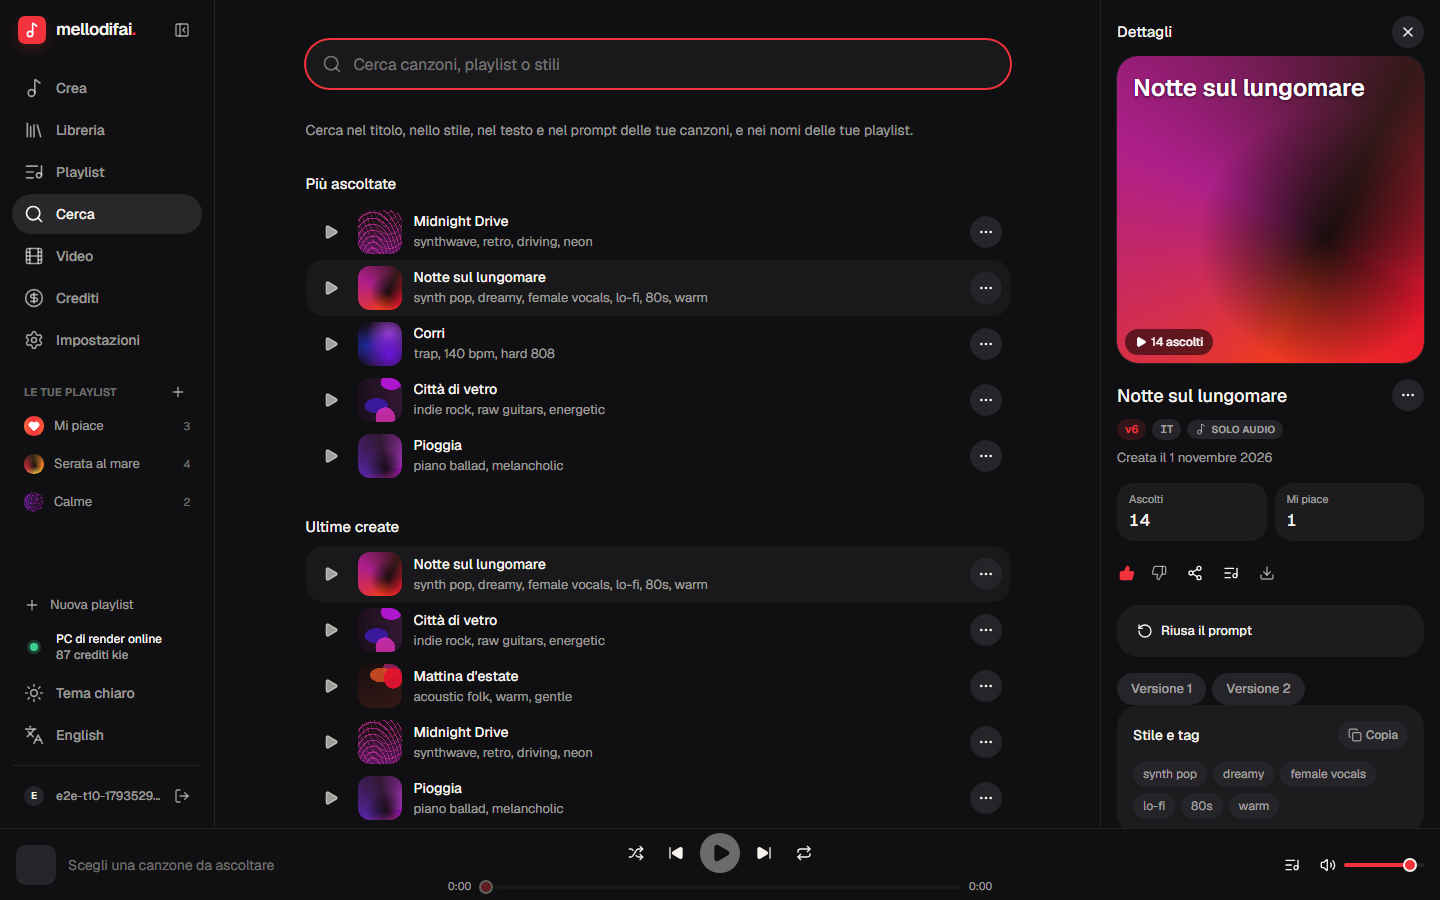 mellodifai.
Crea
Libreria
Playlist
Cerca
Video
Crediti
Impostazioni
LE TUE PLAYLIST
Mi piace 3
Serata al mare 4
Calme 2
Nuova playlist
PC di render online
87 crediti kie
Tema chiaro
English
E e2e-t10-1793529...
Cerca canzoni, playlist o stili
Cerca nel titolo, nello stile, nel testo e nel prompt delle tue canzoni, e nei nomi delle tue playlist.
Più ascoltate
Midnight Drive
synthwave, retro, driving, neon
Notte sul lungomare
synth pop, dreamy, female vocals, lo-fi, 80s, warm
Corri
trap, 140 bpm, hard 808
Città di vetro
indie rock, raw guitars, energetic
Pioggia
piano ballad, melancholic
Ultime create
Notte sul lungomare
synth pop, dreamy, female vocals, lo-fi, 80s, warm
Città di vetro
indie rock, raw guitars, energetic
Mattina d'estate
acoustic folk, warm, gentle
Midnight Drive
synthwave, retro, driving, neon
Pioggia
piano ballad, melancholic
Dettagli
Notte sul lungomare
14 ascolti
Notte sul lungomare
v6 IT SOLO AUDIO
Creata il 1 novembre 2026
Ascolti
14
Mi piace
1
Riusa il prompt
Versione 1 Versione 2
Stile e tag Copia
synth pop dreamy female vocals
lo-fi 80s warm
Scegli una canzone da ascoltare
0:00 0:00